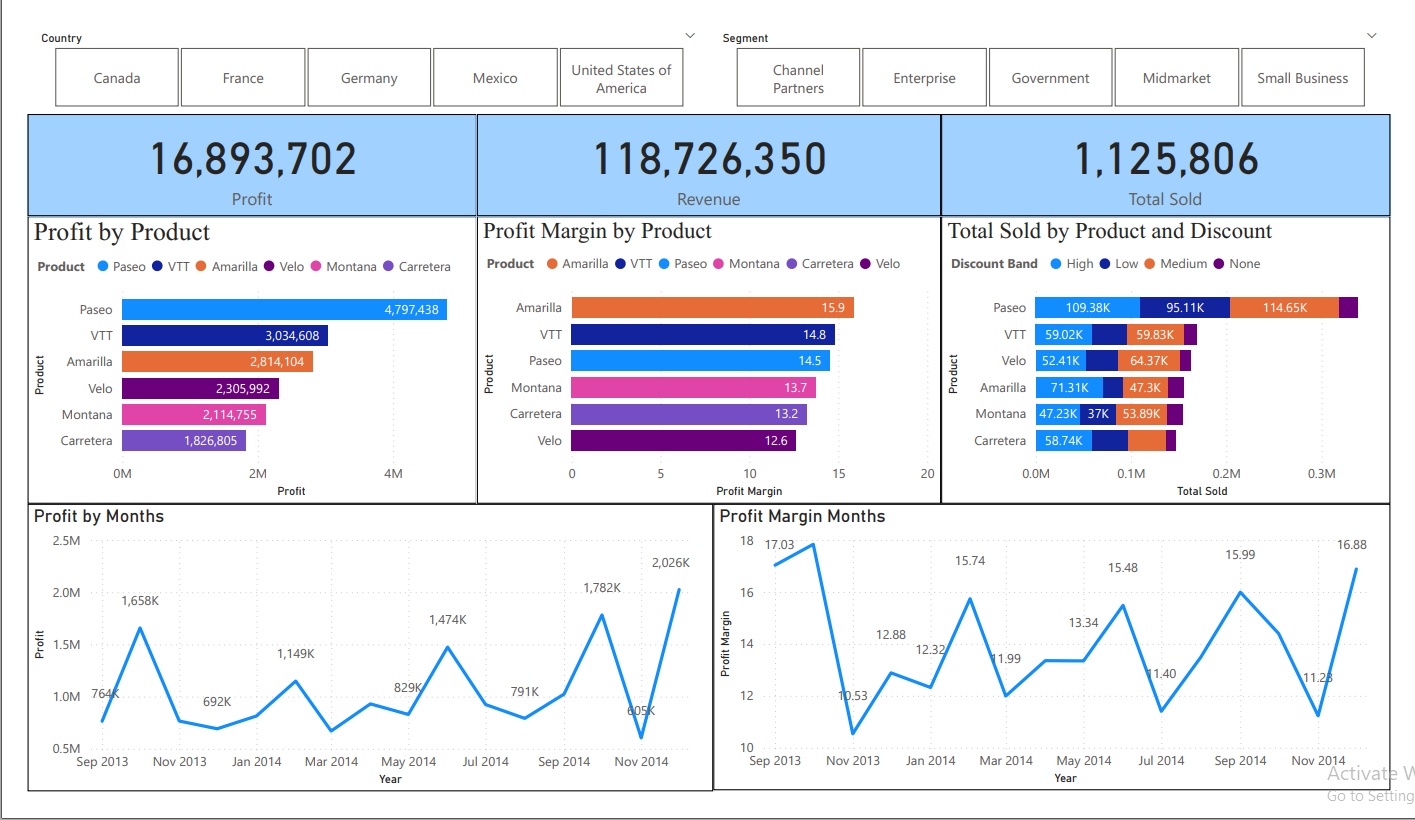 Country
Segment
Canada
France
Germany
Mexico
United States of
America
Channel
Partners
Enterprise
Government
Midmarket
Small Business
16,893,702
Profit
118,726,350
Revenue
1,125,806
Total Sold
Profit by Product
Product Paseo VTT Amarilla Velo Montana Carretera
Product
Paseo 4,797,438
VTT 3,034,608
Amarilla 2,814,104
Velo 2,305,992
Montana 2,114,755
Carretera 1,826,805
0M 2M 4M
Profit
Profit Margin by Product
Product Amarilla VTT Paseo Montana Carretera Velo
Product
Amarilla 15.9
VTT 14.8
Paseo 14.5
Montana 13.7
Carretera 13.2
Velo 12.6
0 5 10 15 20
Profit Margin
Total Sold by Product and Discount
Discount Band High Low Medium None
Product
Paseo 109.38K 95.11K 114.65K
VTT 59.02K 59.83K
Velo 52.41K 64.37K
Amarilla 71.31K 47.3K
Montana 47.23K 37K 53.89K
Carretera 58.74K
0.0M 0.1M 0.2M 0.3M
Total Sold
Profit by Months
Profit
2.5M
2.0M
1.5M
1.0M
0.5M
764K
1,658K
692K
1,149K
829K
1,474K
791K
1,782K
605K
2,026K
Sep 2013 Nov 2013 Jan 2014 Mar 2014 May 2014 Jul 2014 Sep 2014 Nov 2014
Year
Profit Margin Months
Profit Margin
18
16
14
12
10
17.03
10.53
12.88
12.32
15.74
11.99
13.34
15.48
11.40
15.99
11.23
16.88
Sep 2013 Nov 2013 Jan 2014 Mar 2014 May 2014 Jul 2014 Sep 2014 Nov 2014
Year
Activate W
Go to Setting